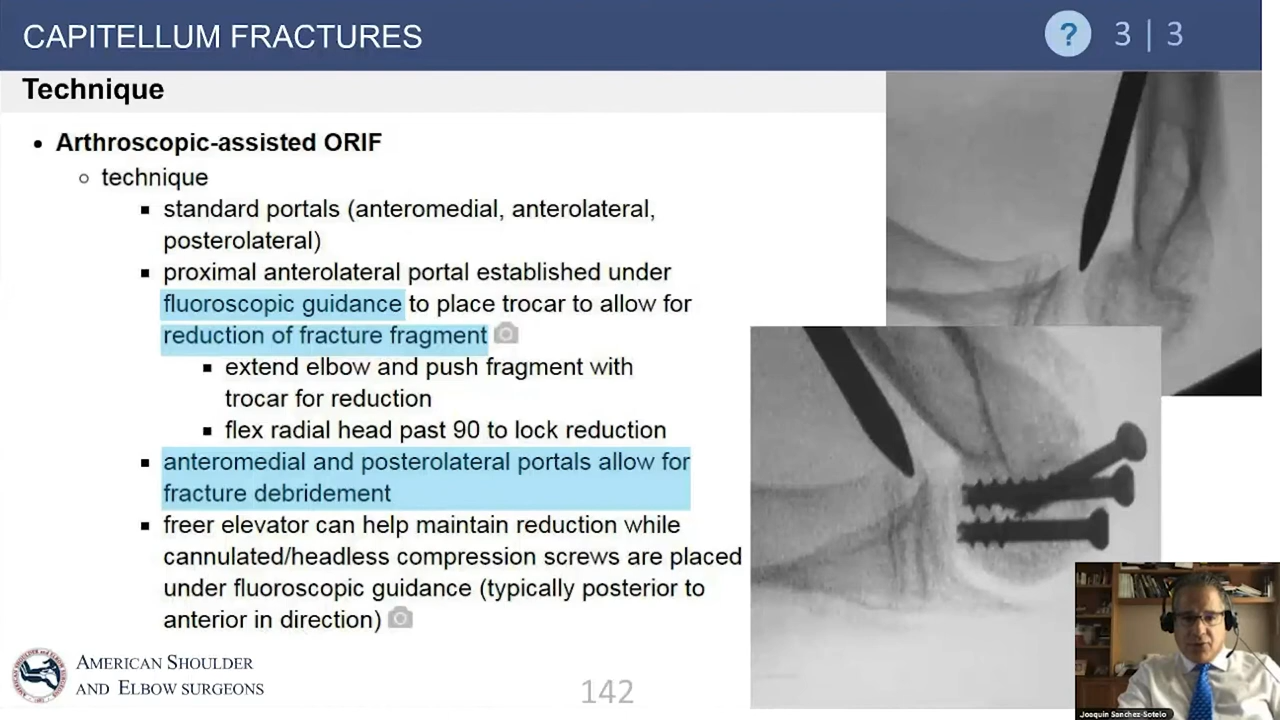 CAPITELLUM FRACTURES
? 3 | 3
Technique
• Arthroscopic-assisted ORIF
○ technique
▪ standard portals (anteromedial, anterolateral,
posterolateral)
▪ proximal anterolateral portal established under
fluoroscopic guidance to place trocar to allow for
reduction of fracture fragment
▪ extend elbow and push fragment with
trocar for reduction
▪ flex radial head past 90 to lock reduction
▪ anteromedial and posterolateral portals allow for
fracture debridement
▪ freer elevator can help maintain reduction while
cannulated/headless compression screws are placed
under fluoroscopic guidance (typically posterior to
anterior in direction)
AMERICAN SHOULDER
AND ELBOW SURGEONS
142
Joaquin Sanchez-Sotelo